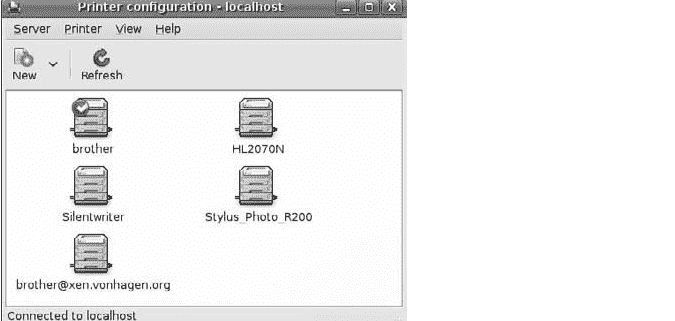 Printer configuration - localhost
Server Printer View Help
New Refresh
brother HL2070N
Silentwriter Stylus_Photo_R200
brother@xen.vonhagen.org
Connected to localhost